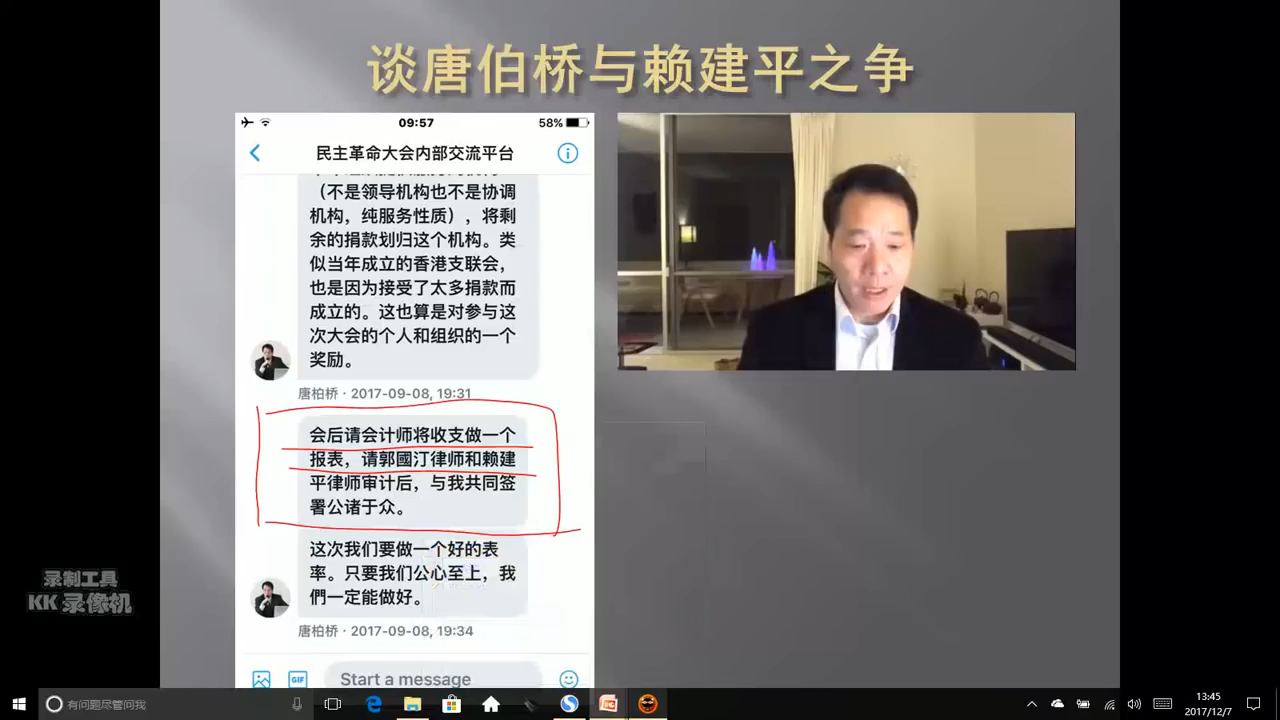 谈唐伯桥与赖建平之争
09:57
58%
民主革命大会内部交流平台
（不是领导机构也不是协调
机构，纯服务性质），将剩
余的捐款划归这个机构。类
似当年成立的香港支联会，
也是因为接受了太多捐款而
成立的。这也算是对参与这
次大会的个人和组织的一个
奖励。
唐柏桥 · 2017-09-08, 19:31
会后请会计师将收支做一个
报表，请郭國汀律师和赖建
平律师审计后，与我共同签
署公诸于众。
这次我们要做一个好的表
率。只要我们公心至上，我
們一定能做好。
唐柏桥 · 2017-09-08, 19:34
GIF
Start a message
录制工具
KK 录像机
有问题尽管问我
13:45
2017/12/7